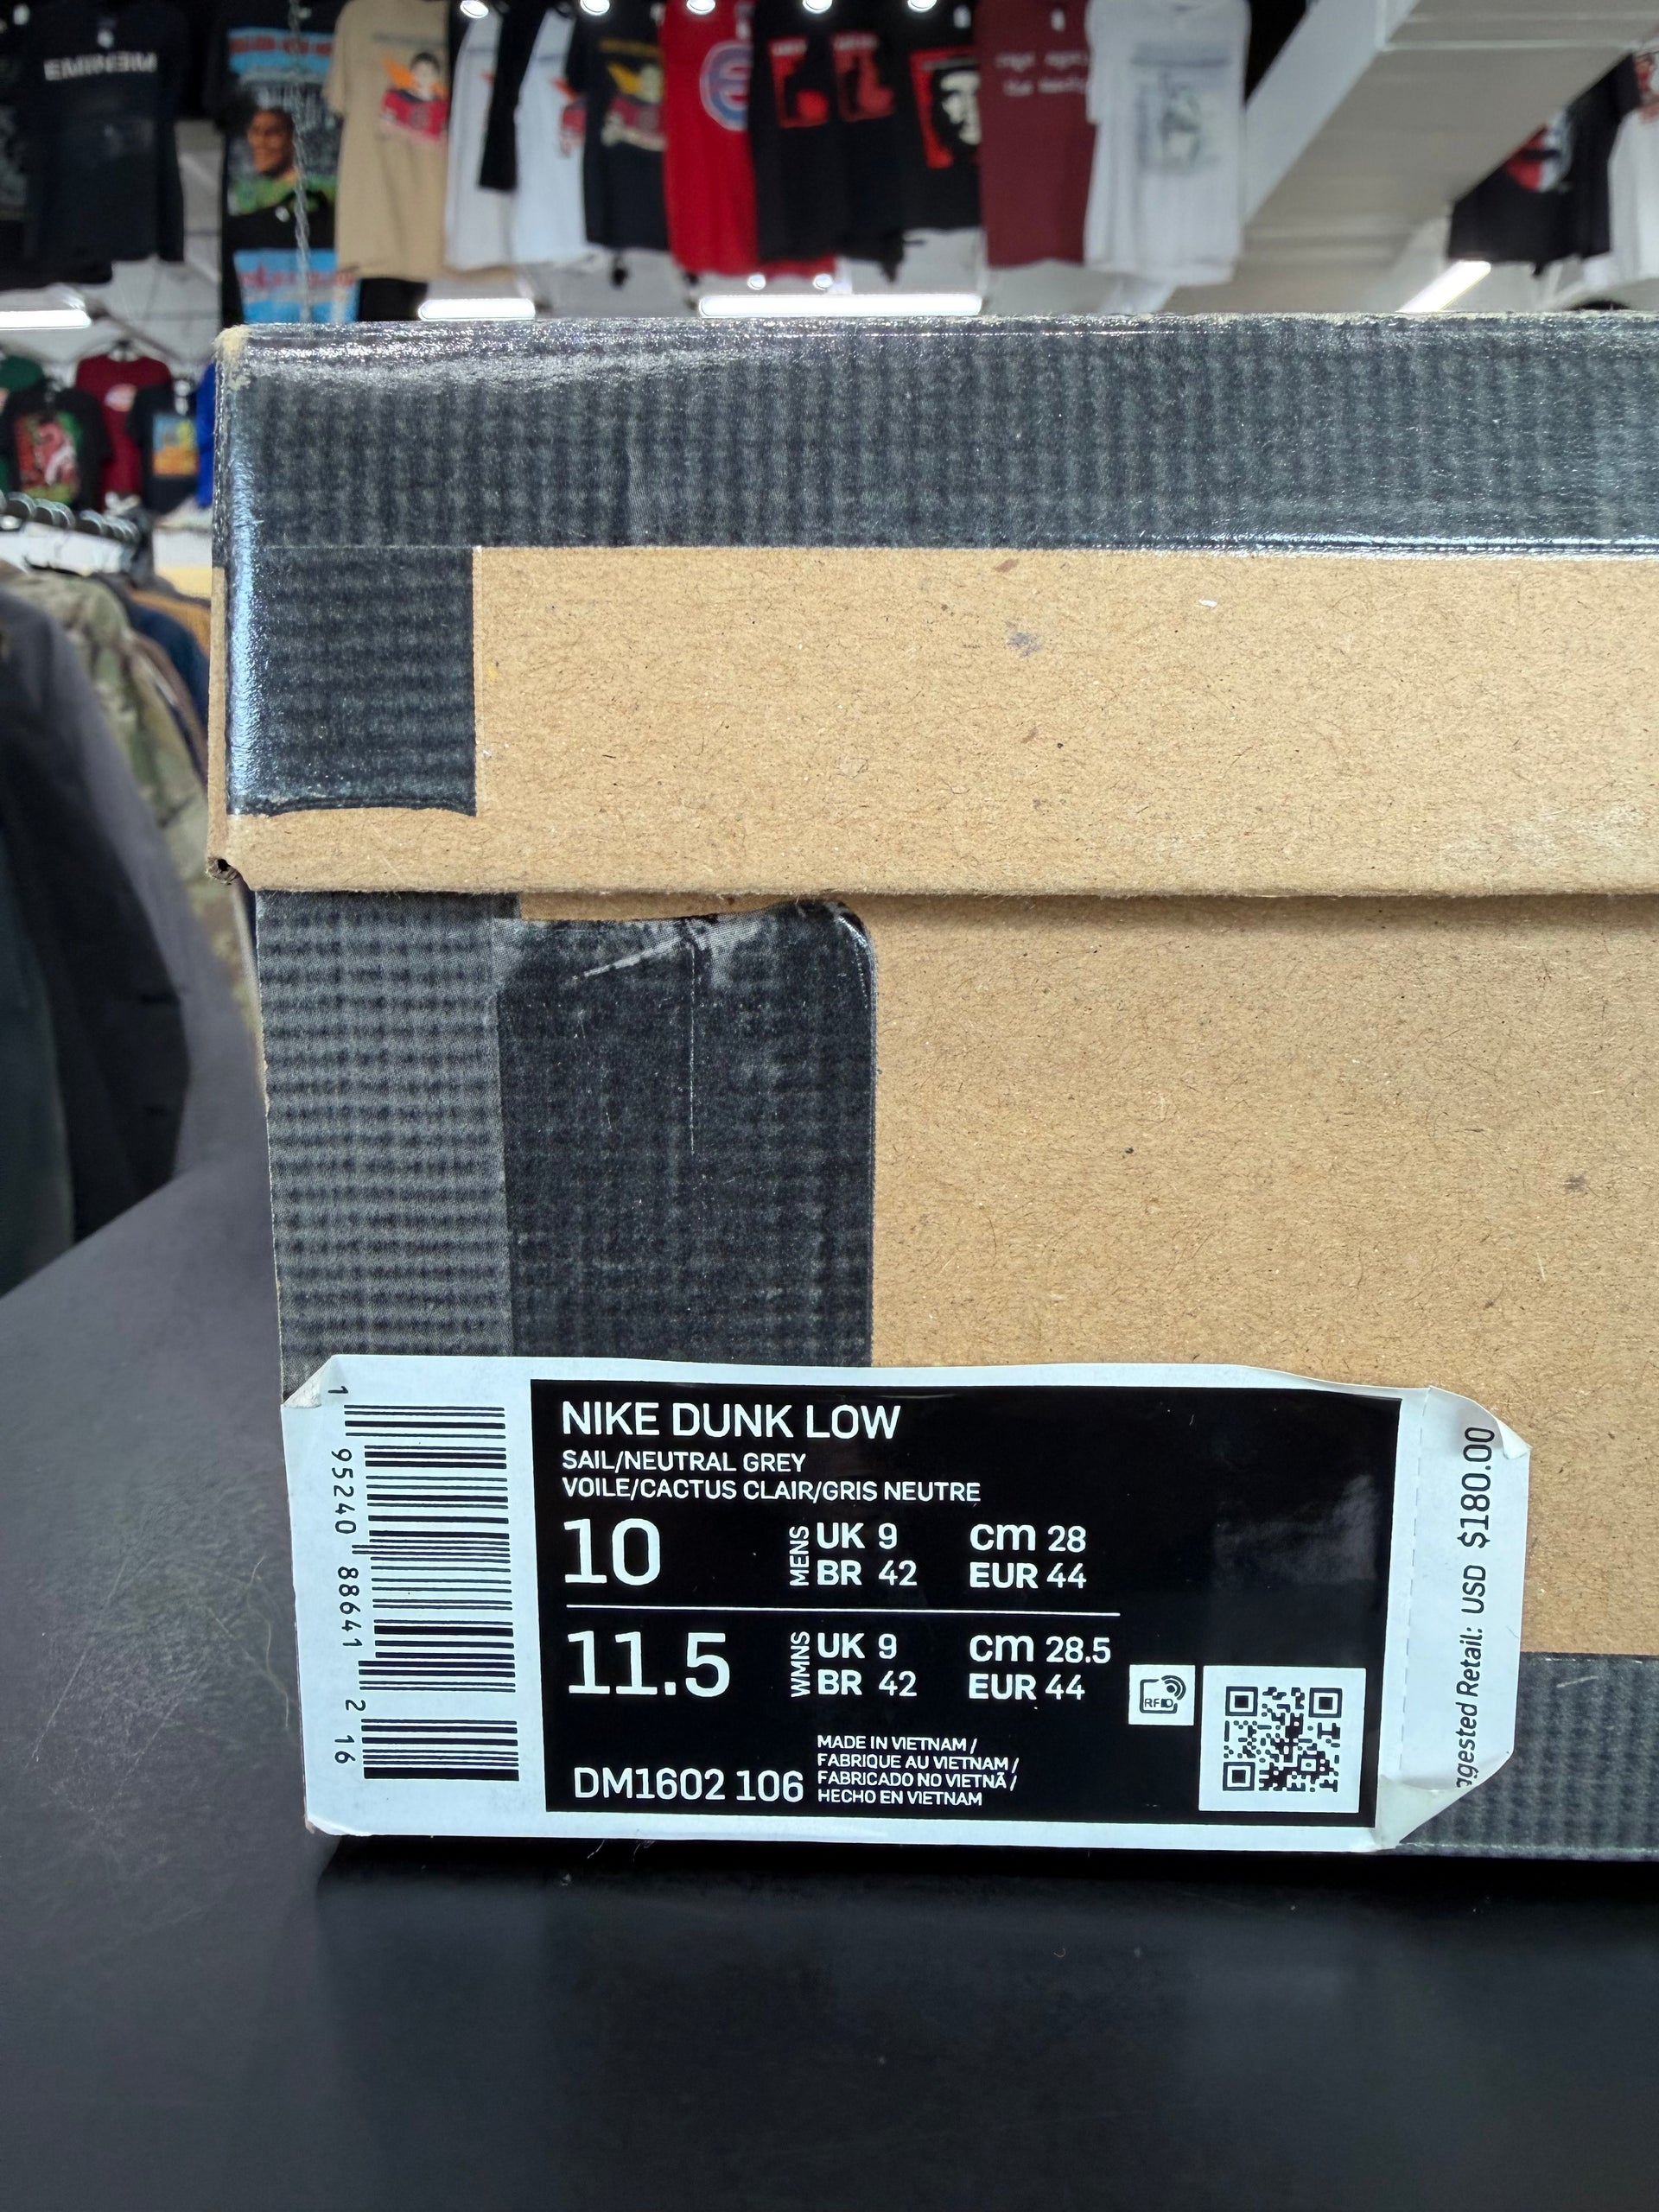 EMINEM
NIKE DUNK LOW
SAIL/NEUTRAL GREY
VOILE/CACTUS CLAIR/GRIS NEUTRE
10 MENS UK 9 cm 28
BR 42 EUR 44
11.5 WMNS UK 9 cm 28.5
BR 42 EUR 44
RFID
DM1602 106
MADE IN VIETNAM /
FABRIQUE AU VIETNAM /
FABRICADO NO VIETNÃ /
HECHO EN VIETNAM
1 95240 88641 2 16
ggested Retail: USD $180.00